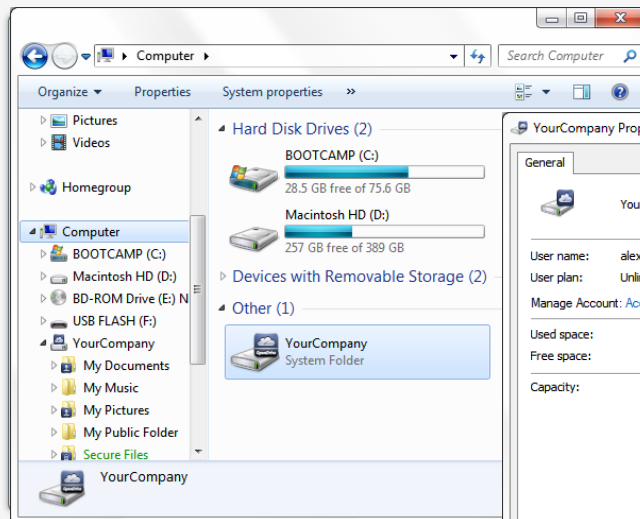 Computer
Search Computer
Organize
Properties
System properties
»
Pictures
Videos
Homegroup
Computer
BOOTCAMP (C:)
Macintosh HD (D:)
BD-ROM Drive (E:) N
USB FLASH (F:)
YourCompany
My Documents
My Music
My Pictures
My Public Folder
Secure Files
Hard Disk Drives (2)
BOOTCAMP (C:)
28.5 GB free of 75.6 GB
Macintosh HD (D:)
257 GB free of 389 GB
Devices with Removable Storage (2)
Other (1)
YourCompany
System Folder
YourCompany
YourCompany Prop
General
You
User name: alex
User plan: Unli
Manage Account: Acc
Used space:
Free space:
Capacity: